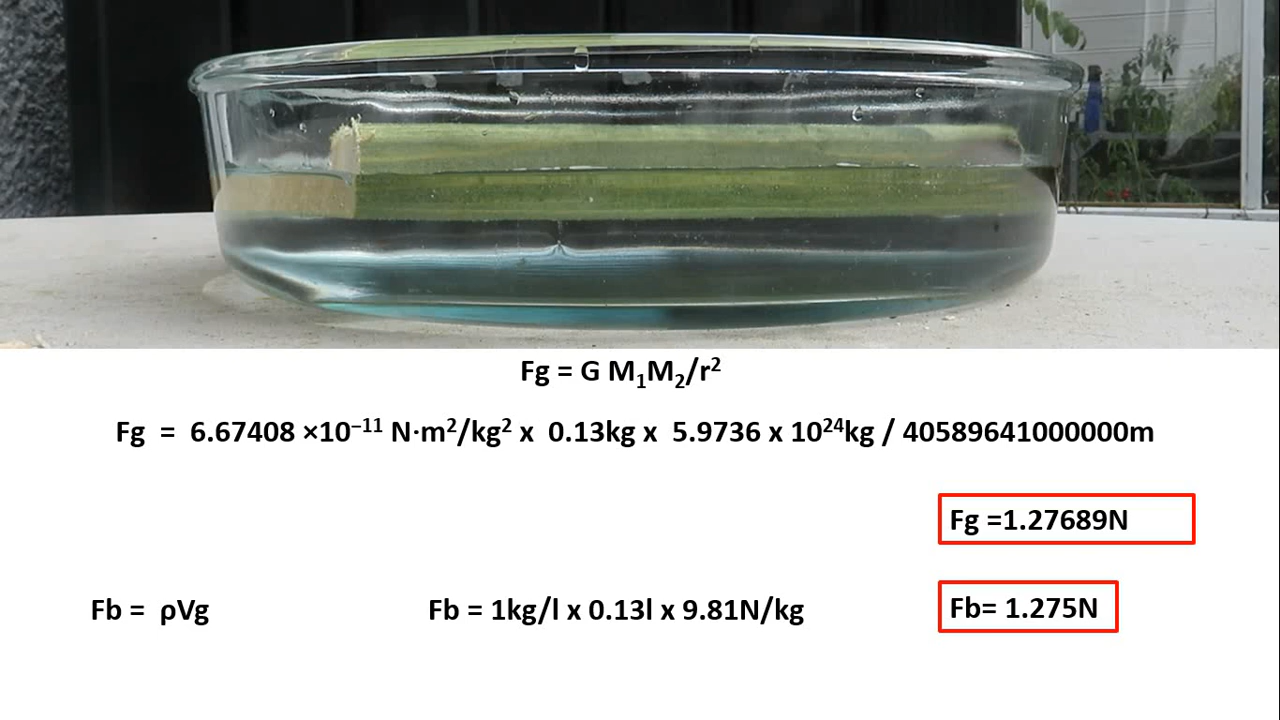 Fg = G M₁M₂/r²
Fg = 6.67408 ×10⁻¹¹ N·m²/kg² x 0.13kg x 5.9736 x 10²⁴kg / 40589641000000m
Fg =1.27689N
Fb = ρVg Fb = 1kg/l x 0.13l x 9.81N/kg Fb= 1.275N